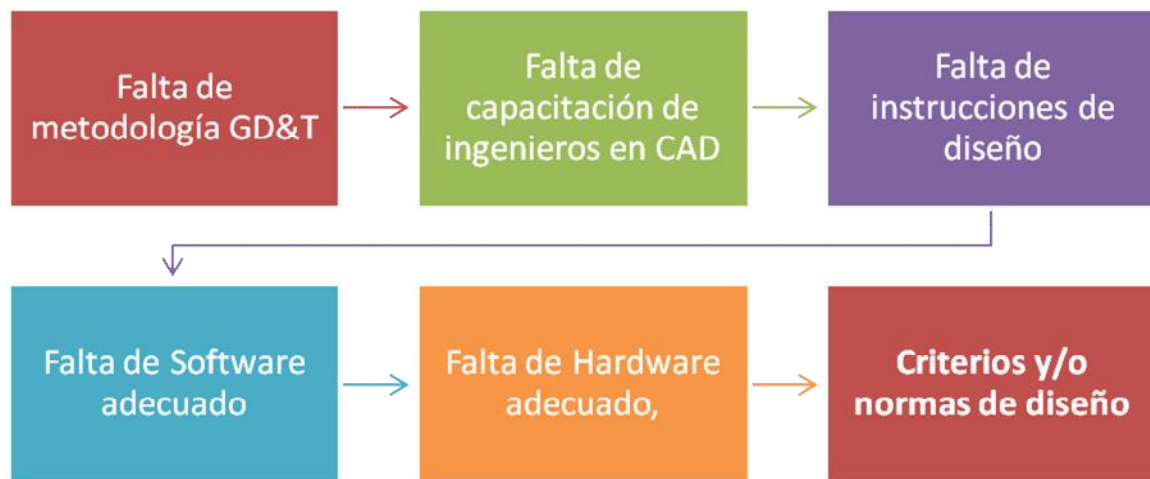 Falta de
metodología GD&T
Falta de
capacitación de
ingenieros en CAD
Falta de
instrucciones de
diseño
Falta de Software
adecuado
Falta de Hardware
adecuado,
Criterios y/o
normas de diseño